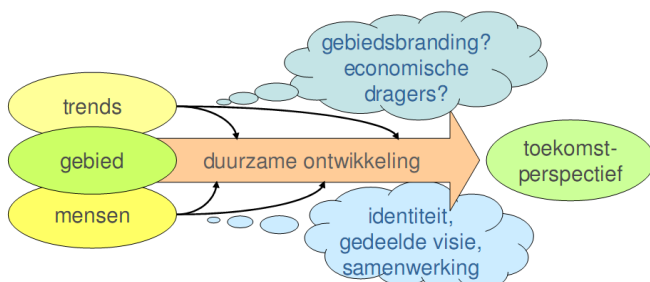 gebiedsbranding?
economische
dragers?
trends
gebied
duurzame ontwikkeling
toekomst-
perspectief
mensen
identiteit,
gedeelde visie,
samenwerking